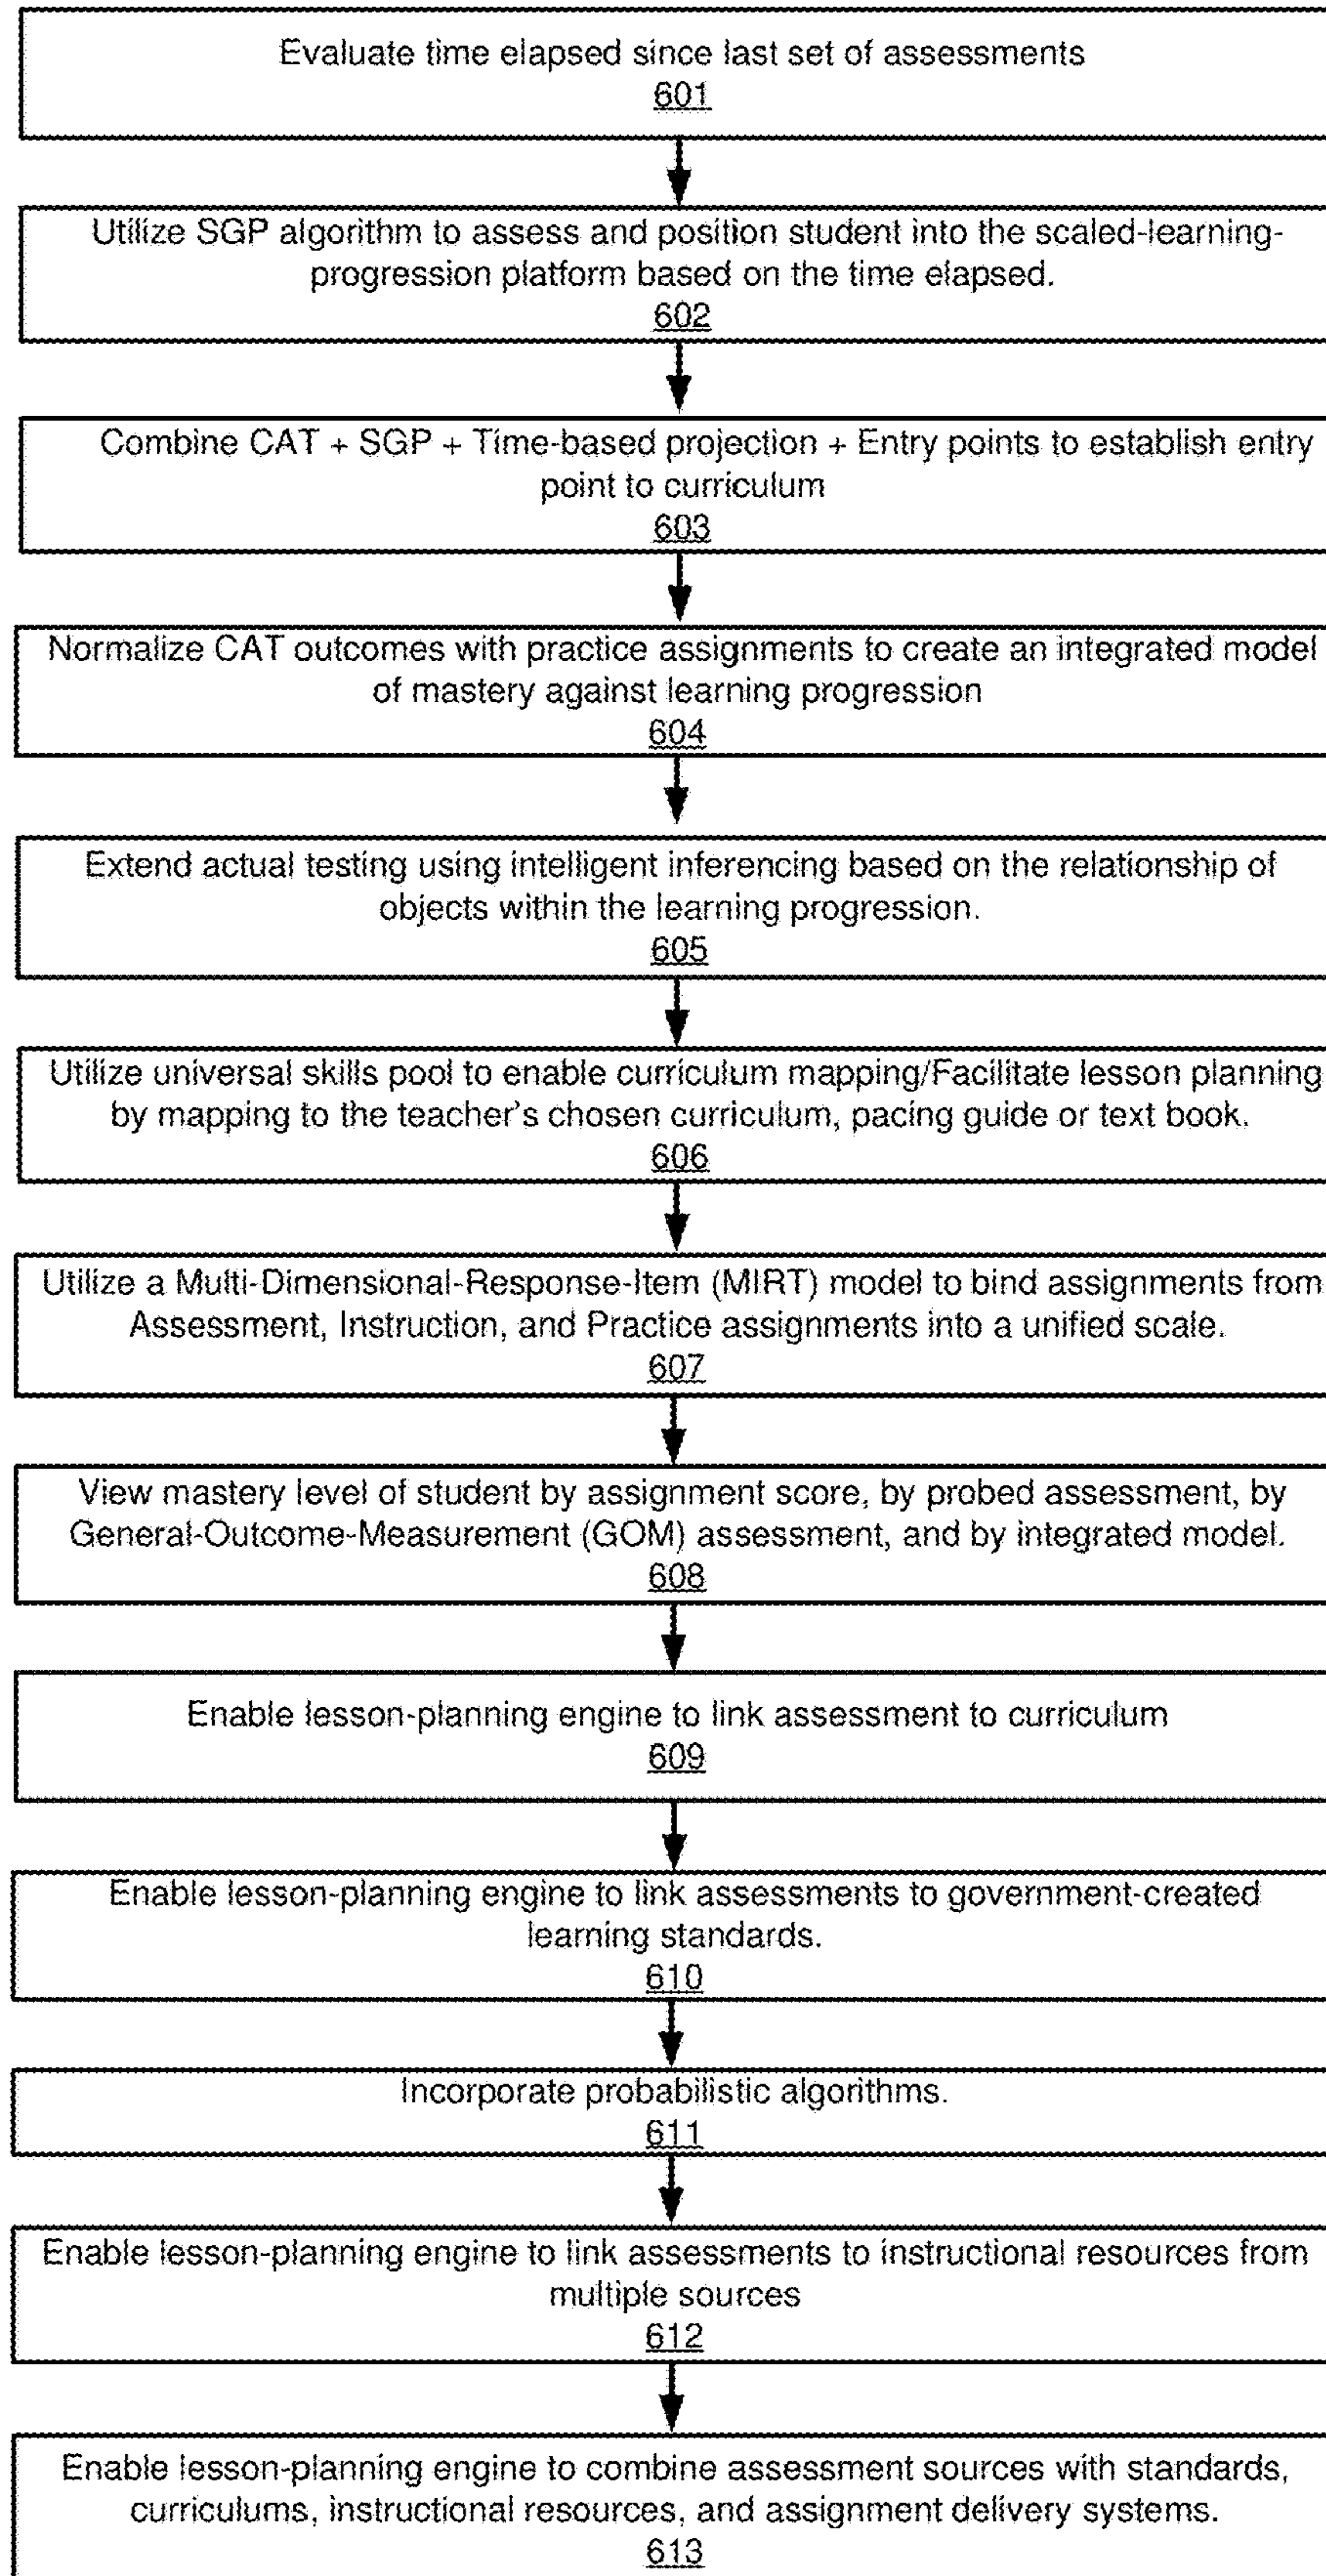 Evaluate time elapsed since last set of assessments
601
Utilize SGP algorithm to assess and position student into the scaled-learning-
progression platform based on the time elapsed.
602
Combine CAT + SGP + Time-based projection + Entry points to establish entry
point to curriculum
603
Normalize CAT outcomes with practice assignments to create an integrated model
of mastery against learning progression
604
Extend actual testing using intelligent inferencing based on the relationship of
objects within the learning progression.
605
Utilize universal skills pool to enable curriculum mapping/Facilitate lesson planning
by mapping to the teacher's chosen curriculum, pacing guide or text book.
606
Utilize a Multi-Dimensional-Response-Item (MIRT) model to bind assignments from
Assessment, Instruction, and Practice assignments into a unified scale.
607
View mastery level of student by assignment score, by probed assessment, by
General-Outcome-Measurement (GOM) assessment, and by integrated model.
608
Enable lesson-planning engine to link assessment to curriculum
609
Enable lesson-planning engine to link assessments to government-created
learning standards.
610
Incorporate probabilistic algorithms.
611
Enable lesson-planning engine to link assessments to instructional resources from
multiple sources
612
Enable lesson-planning engine to combine assessment sources with standards,
curriculums, instructional resources, and assignment delivery systems.
613